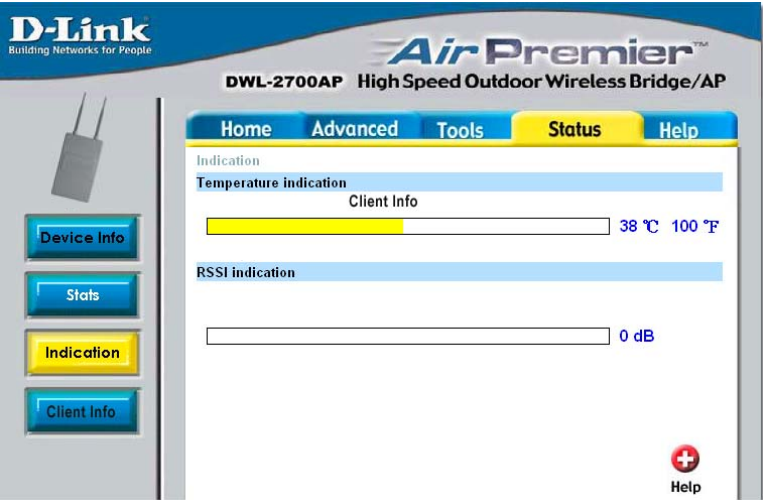 D-Link
Building Networks for People
Air Premier™
DWL-2700AP High Speed Outdoor Wireless Bridge/AP
Home Advanced Tools Status Help
Indication
Temperature indication
Client Info
38 ℃ 100 ℉
RSSI indication
0 dB
Device Info
Stats
Indication
Client Info
Help